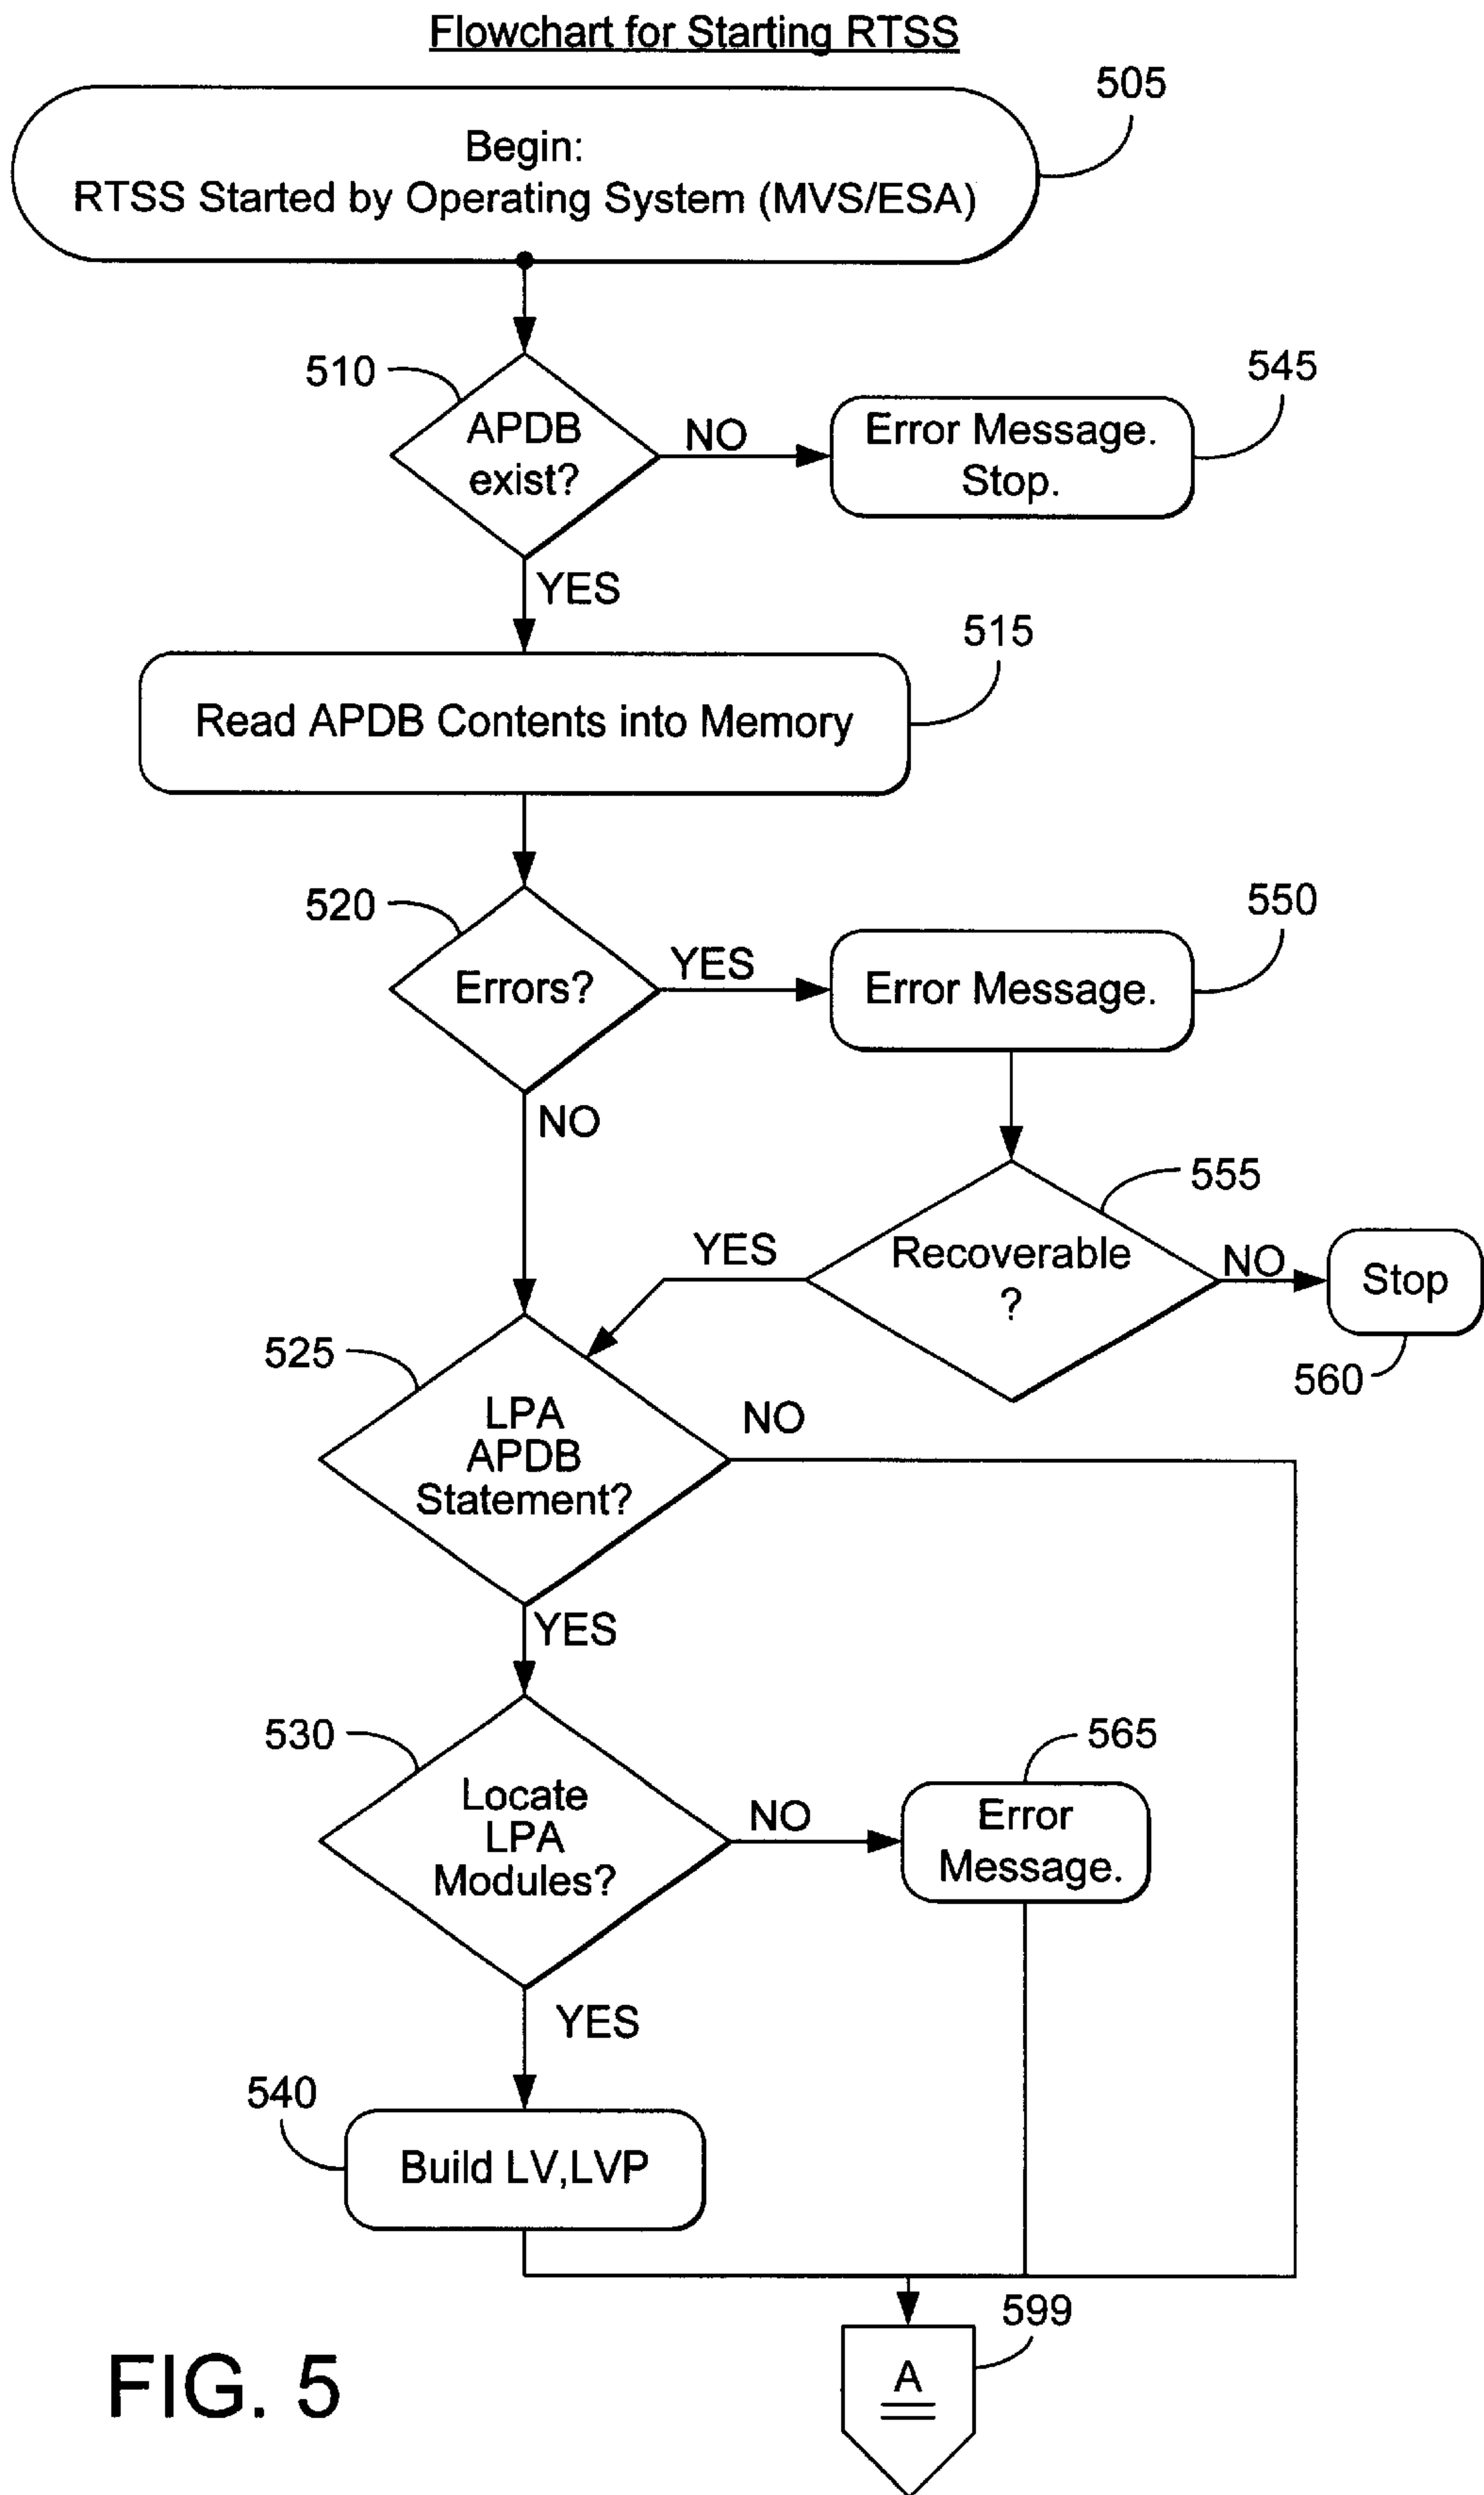 Flowchart for Starting RTSS
505
Begin:
RTSS Started by Operating System (MVS/ESA)
510
545
APDB
exist?
NO
Error Message.
Stop.
YES
515
Read APDB Contents into Memory
520
550
Errors?
YES
Error Message.
NO
555
YES
Recoverable
?
NO
Stop
525
560
LPA
APDB
Statement?
NO
YES
530
565
Locate
LPA
Modules?
NO
Error
Message.
YES
540
Build LV,LVP
599
A
FIG. 5